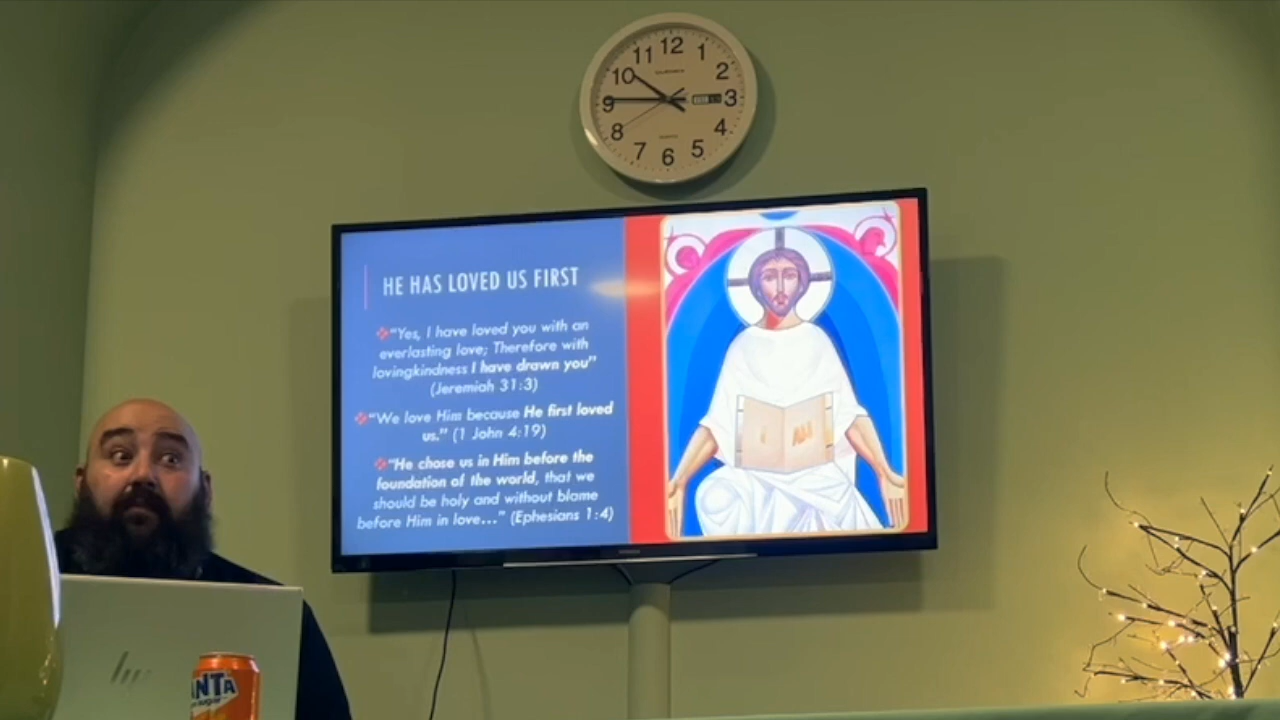 12
11 1
10 2
9 3
8 4
7 5
6
HE HAS LOVED US FIRST
"Yes, I have loved you with an
everlasting love; Therefore with
lovingkindness I have drawn you"
(Jeremiah 31:3)
"We love Him because He first loved
us." (1 John 4:19)
"He chose us in Him before the
foundation of the world, that we
should be holy and without blame
before Him in love..." (Ephesians 1:4)
hp
ANTA
sugar